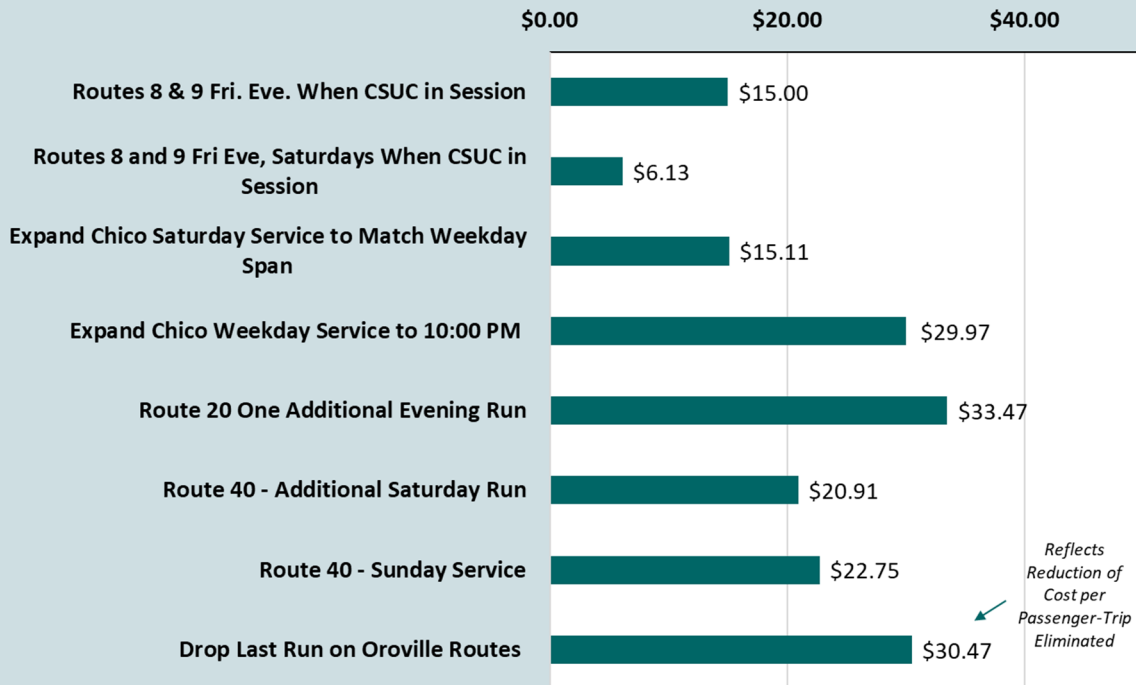 $0.00 $20.00 $40.00
Routes 8 & 9 Fri. Eve. When CSUC in Session $15.00
Routes 8 and 9 Fri Eve, Saturdays When CSUC in
Session $6.13
Expand Chico Saturday Service to Match Weekday
Span $15.11
Expand Chico Weekday Service to 10:00 PM $29.97
Route 20 One Additional Evening Run $33.47
Route 40 - Additional Saturday Run $20.91
Route 40 - Sunday Service $22.75
Reflects
Reduction of
Cost per
Passenger-Trip
Eliminated
Drop Last Run on Oroville Routes $30.47